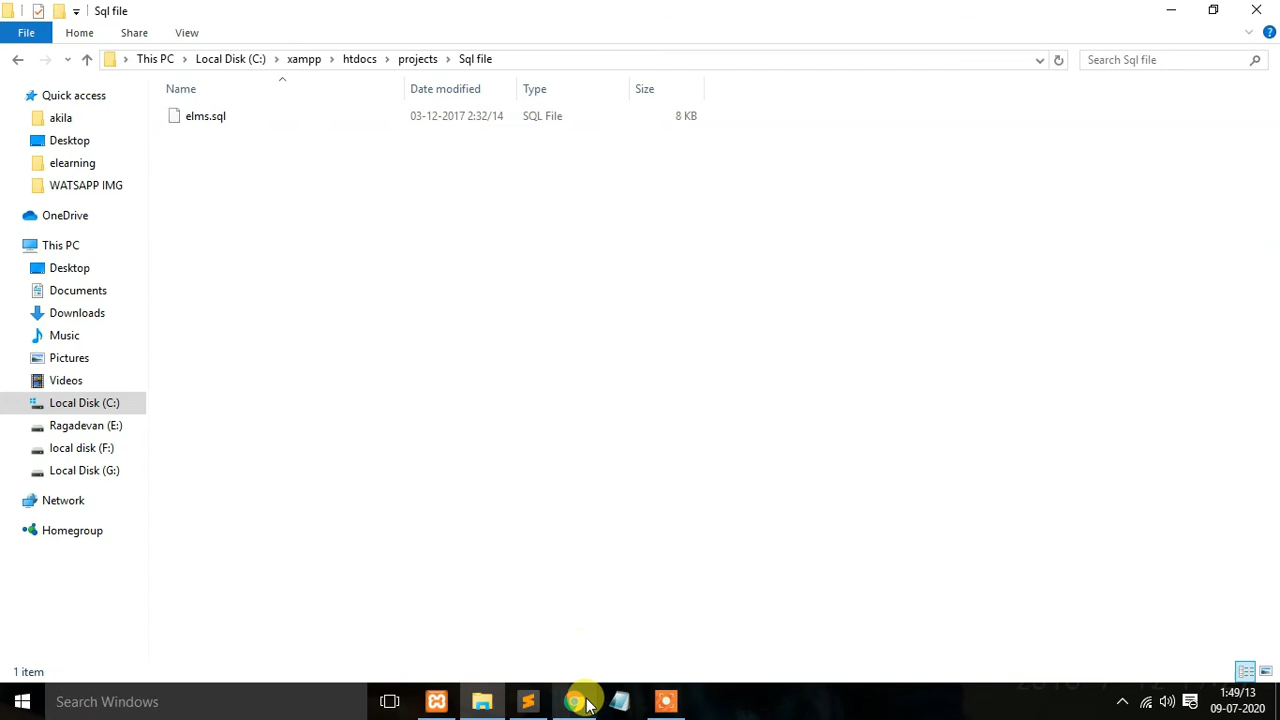 Sql file
File Home Share View
This PC Local Disk (C:) xampp htdocs projects Sql file Search Sql file
Name Date modified Type Size
elms.sql 03-12-2017 2:32/14 SQL File 8 KB
Quick access
akila
Desktop
elearning
WATSAPP IMG
OneDrive
This PC
Desktop
Documents
Downloads
Music
Pictures
Videos
Local Disk (C:)
Ragadevan (E:)
local disk (F:)
Local Disk (G:)
Network
Homegroup
1 item
Search Windows
1:49/13
09-07-2020